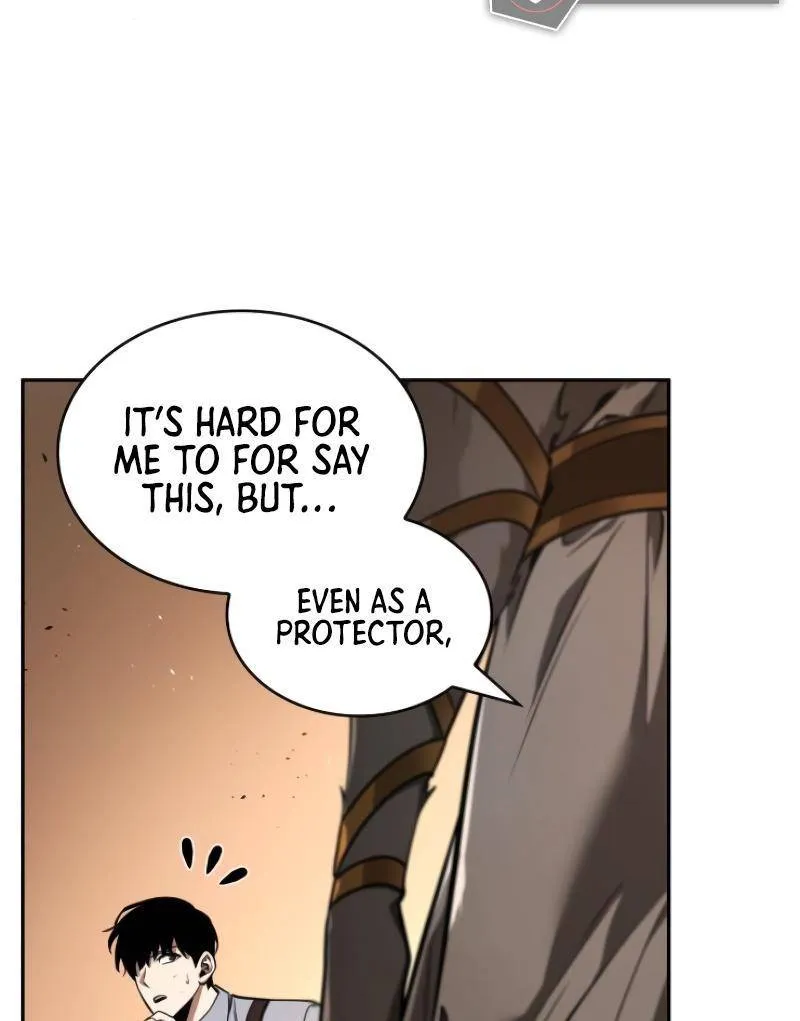 IT'S HARD FOR
ME TO FOR SAY
THIS, BUT...
EVEN AS A
PROTECTOR,